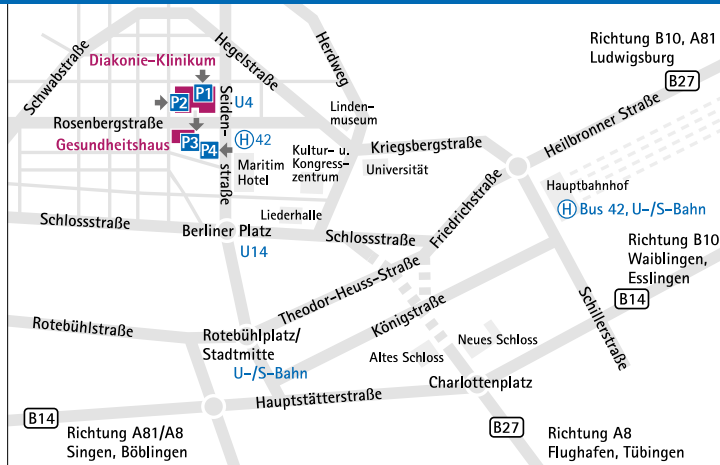 Richtung B10, A81
Ludwigsburg
B27
Schwabstraße
Hegelstraße
Herdweg
Diakonie-Klinikum
P1
P2
Seiden-
straße
U4
Linden-
museum
Heilbronner Straße
Rosenbergstraße
H 42
Gesundheitshaus
P3
P4
Kriegsbergstraße
Kultur- u.
Kongress-
zentrum
Universität
Maritim
Hotel
Hauptbahnhof
H Bus 42, U-/S-Bahn
Friedrichstraße
Schlossstraße
Liederhalle
Berliner Platz
U14
Schlossstraße
Richtung B10
Waiblingen,
Esslingen
B14
Theodor-Heuss-Straße
Königstraße
Schillerstraße
Rotebühlstraße
Rotebühlplatz/
Stadtmitte
U-/S-Bahn
Neues Schloss
Altes Schloss
Charlottenplatz
Hauptstätterstraße
B14
Richtung A81/A8
Singen, Böblingen
B27
Richtung A8
Flughafen, Tübingen